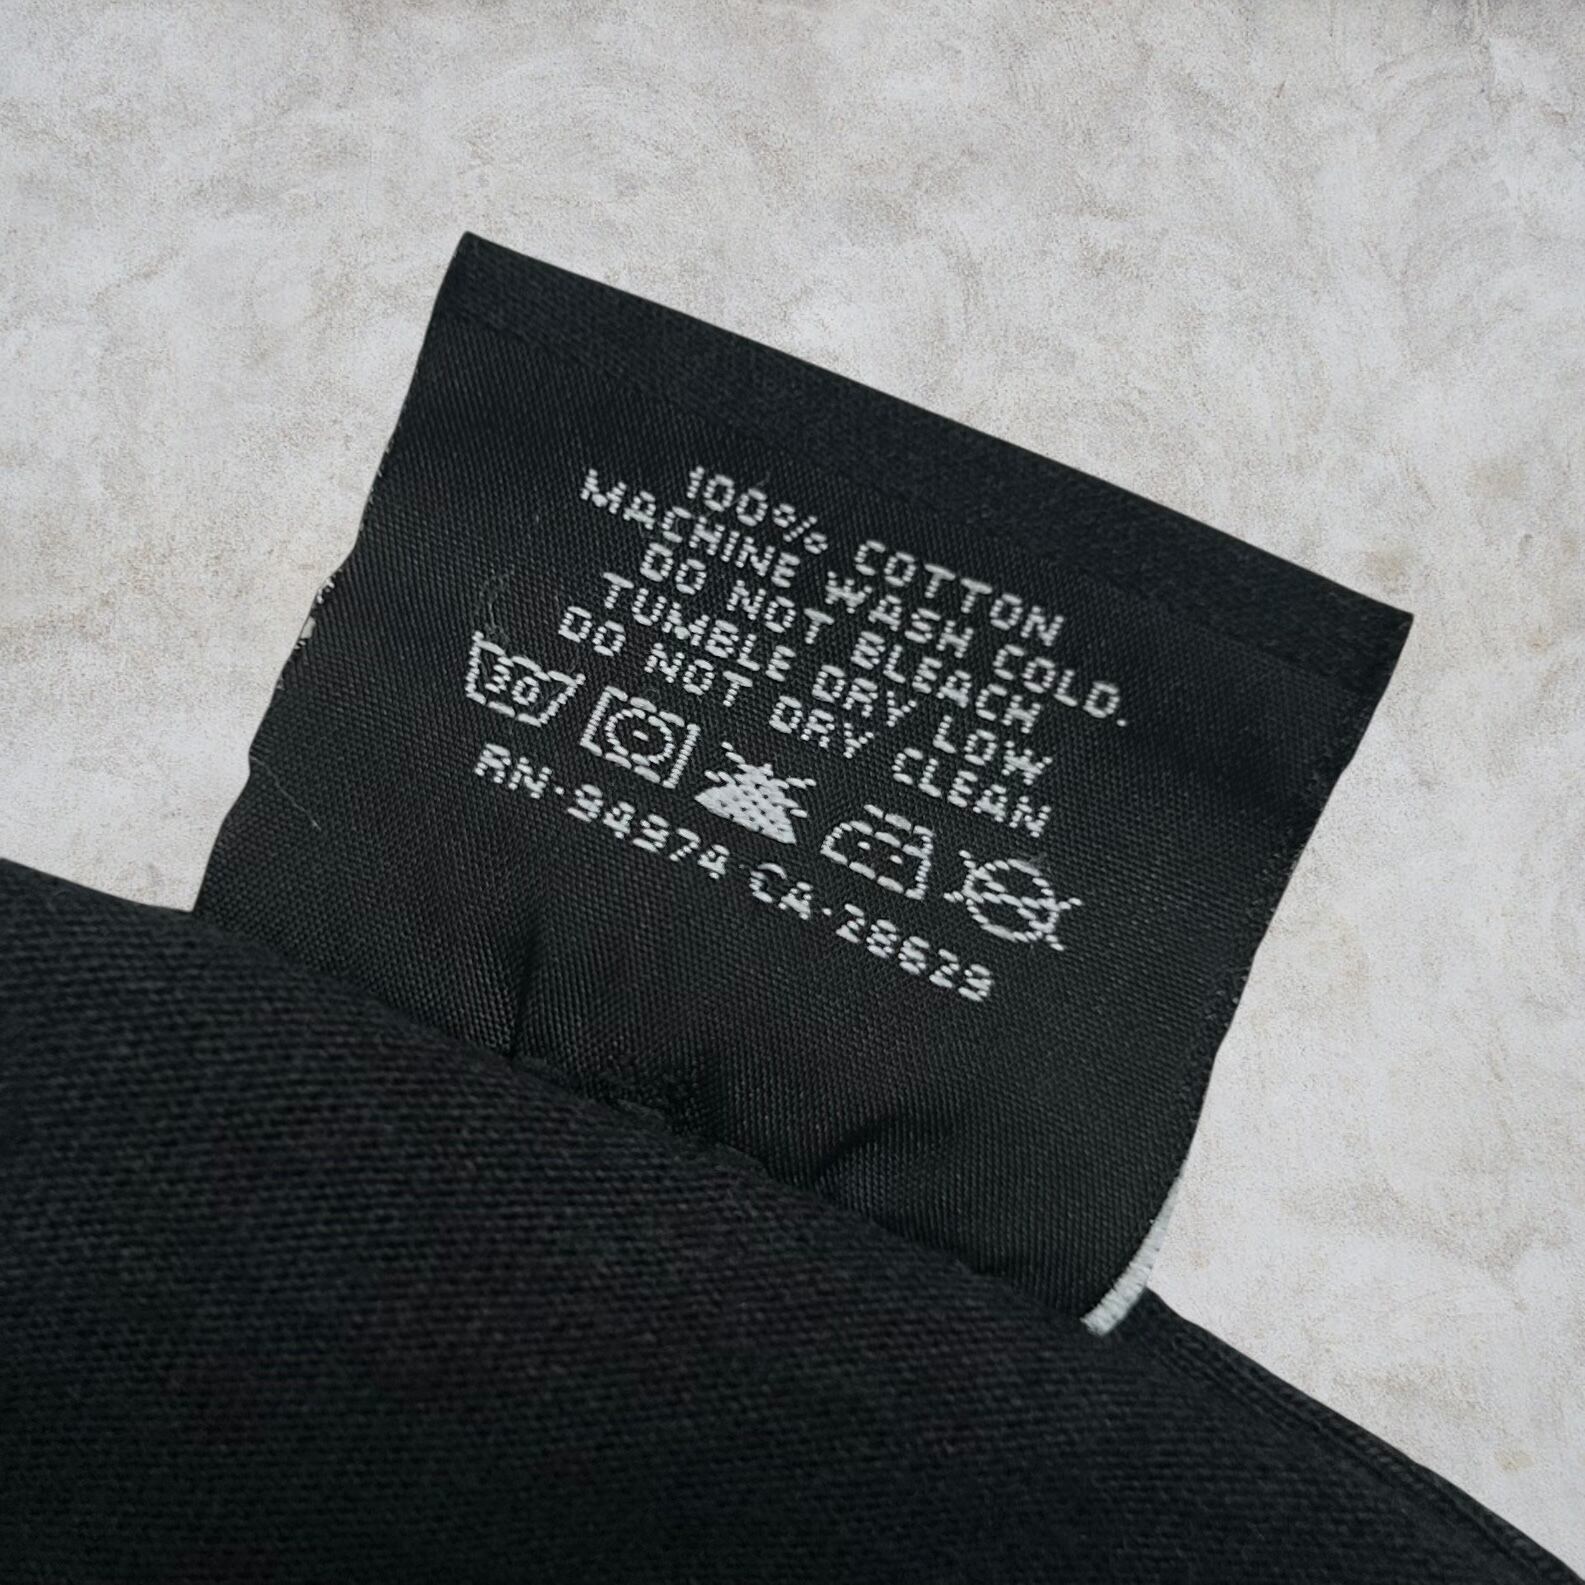 100% COTTON
MACHINE WASH COLD.
DO NOT BLEACH
TUMBLE DRY LOW
DO NOT DRY CLEAN
30
RN·94974 CA·28629